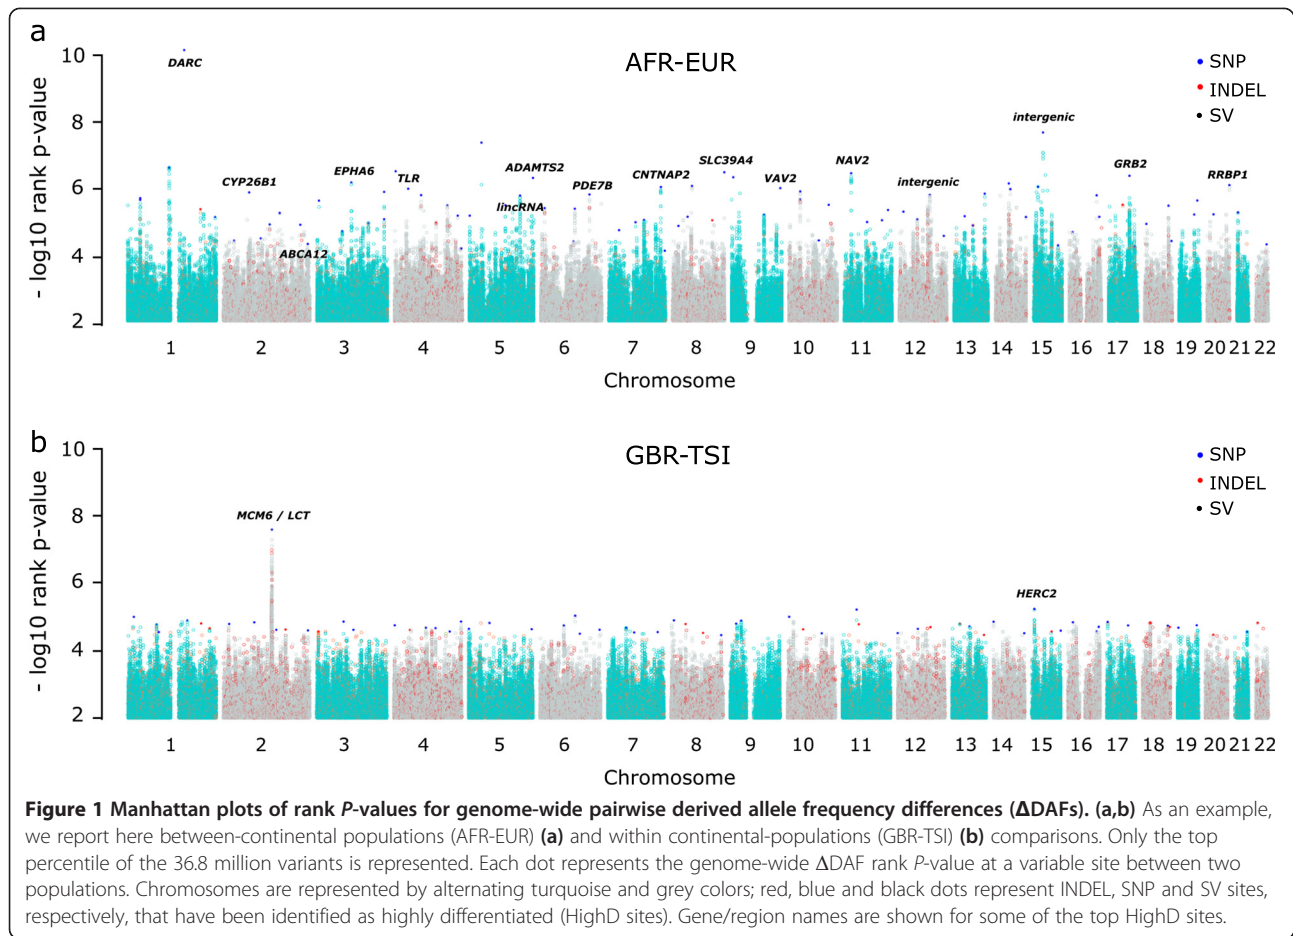 a
AFR-EUR
SNP
INDEL
SV
- log10 rank p-value
10
8
6
4
2
DARC
CYP26B1
ABCA12
EPHA6
TLR
ADAMTS2
lincRNA
PDE7B
CNTNAP2
SLC39A4
VAV2
NAV2
intergenic
intergenic
GRB2
RRBP1
1 2 3 4 5 6 7 8 9 10 11 12 13 14 15 16 17 18 19 20 21 22
Chromosome
b
GBR-TSI
SNP
INDEL
SV
- log10 rank p-value
10
8
6
4
2
MCM6 / LCT
HERC2
1 2 3 4 5 6 7 8 9 10 11 12 13 14 15 16 17 18 19 20 21 22
Chromosome
Figure 1 Manhattan plots of rank P-values for genome-wide pairwise derived allele frequency differences (ΔDAFs). (a,b) As an example,
we report here between-continental populations (AFR-EUR) (a) and within continental-populations (GBR-TSI) (b) comparisons. Only the top
percentile of the 36.8 million variants is represented. Each dot represents the genome-wide ΔDAF rank P-value at a variable site between two
populations. Chromosomes are represented by alternating turquoise and grey colors; red, blue and black dots represent INDEL, SNP and SV sites,
respectively, that have been identified as highly differentiated (HighD sites). Gene/region names are shown for some of the top HighD sites.